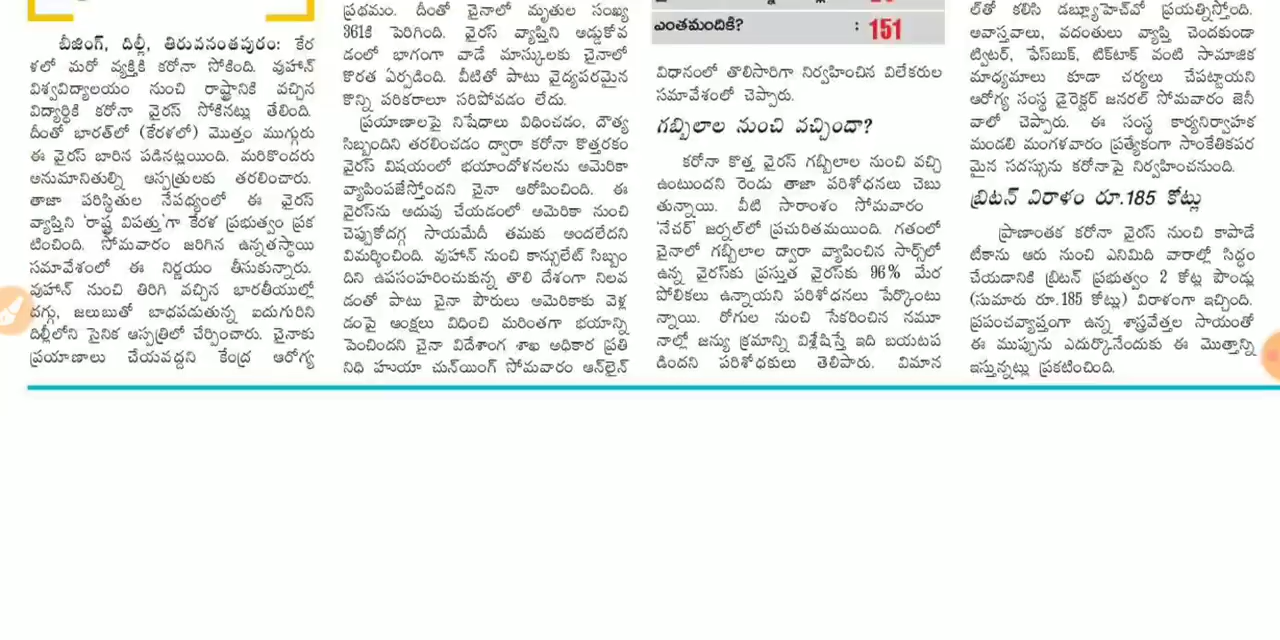 బీజింగ్, దిల్లీ, తిరువనంతపురం: కేర
ళలో మరో వ్యక్తికి కరోనా సోకింది. వుహాన్
విశ్వవిద్యాలయం నుంచి రాష్ట్రానికి వచ్చిన
విద్యార్థికి కరోనా వైరస్ సోకినట్లు తేలింది.
దీంతో భారత్‌లో (కేరళలో) మొత్తం ముగ్గురు
ఈ వైరస్ బారిన పడినట్లయింది. మరికొందరు
అనుమానితుల్ని ఆస్పత్రులకు తరలించారు.
తాజా పరిస్థితుల నేపథ్యంలో ఈ వైరస్
వ్యాప్తిని 'రాష్ట్ర విపత్తు'గా కేరళ ప్రభుత్వం ప్రక
టించింది. సోమవారం జరిగిన ఉన్నతస్థాయి
సమావేశంలో ఈ నిర్ణయం తీసుకున్నారు.
వుహాన్ నుంచి తిరిగి వచ్చిన భారతీయుల్లో
దగ్గు, జలుబుతో బాధపడుతున్న ఐదుగురిని
దిల్లీలోని సైనిక ఆస్పత్రిలో చేర్పించారు. చైనాకు
ప్రయాణాలు చేయవద్దని కేంద్ర ఆరోగ్య
ప్రథమం. దీంతో చైనాలో మృతుల సంఖ్య
361కి పెరిగింది. వైరస్ వ్యాప్తిని అడ్డుకోవ
డంలో భాగంగా వాడే మాస్కులకు చైనాలో
కొరత ఏర్పడింది. వీటితో పాటు వైద్యపరమైన
కొన్ని పరికరాలూ సరిపోవడం లేదు.
ప్రయాణాలపై నిషేదాలు విధించడం, దౌత్య
సిబ్బందిని తరలించడం ద్వారా కరోనా కొత్తరకం
వైరస్ విషయంలో భయాందోళనలను అమెరికా
వ్యాపింపజేస్తోందని చైనా ఆరోపించింది. ఈ
వైరస్‌ను అదుపు చేయడంలో అమెరికా నుంచి
చెప్పుకోదగ్గ సాయమేదీ తమకు అందలేదని
విమర్శించింది. వుహాన్ నుంచి కాన్సులేట్ సిబ్బం
దిని ఉపసంహరించుకున్న తొలి దేశంగా నిలవ
డంతో పాటు చైనా పౌరులు అమెరికాకు వెళ్ల
డంపై ఆంక్షలు విధించి మరింతగా భయాన్ని
పెంచిందని చైనా విదేశాంగ శాఖ అధికార ప్రతి
నిధి హుయా చున్‌యింగ్ సోమవారం ఆన్‌లైన్
ఎంతమందికి? : 151
విధానంలో తొలిసారిగా నిర్వహించిన విలేకరుల
సమావేశంలో చెప్పారు.
గబ్బిలాల నుంచి వచ్చిందా?
కరోనా కొత్త వైరస్ గబ్బిలాల నుంచి వచ్చి
ఉంటుందని రెండు తాజా పరిశోధనలు చెబు
తున్నాయి. వీటి సారాంశం సోమవారం
'నేచర్' జర్నల్‌లో ప్రచురితమయింది. గతంలో
చైనాలో గబ్బిలాల ద్వారా వ్యాపించిన సార్స్‌లో
ఉన్న వైరస్‌కు ప్రస్తుత వైరస్‌కు 96% మేర
పోలికలు ఉన్నాయని పరిశోధనలు పేర్కొంటు
న్నాయి. రోగుల నుంచి సేకరించిన నమూ
నాల్లో జన్యు క్రమాన్ని విశ్లేషిస్తే ఇది బయటప
డిందని పరిశోధకులు తెలిపారు. విమాన
ల్‌తో కలిసి డబ్ల్యూహెచ్‌వో ప్రయత్నిస్తోంది.
అవాస్తవాలు, వదంతులు వ్యాప్తి చెందకుండా
ట్విటర్, ఫేస్‌బుక్, టిక్‌టాక్ వంటి సామాజిక
మాధ్యమాలు కూడా చర్యలు చేపట్టాయని
ఆరోగ్య సంస్థ డైరెక్టర్ జనరల్ సోమవారం జెనీ
వాలో చెప్పారు. ఈ సంస్థ కార్యనిర్వాహక
మండలి మంగళవారం ప్రత్యేకంగా సాంకేతికపర
మైన సదస్సును కరోనాపై నిర్వహించనుంది.
బ్రిటన్ విరాళం రూ.185 కోట్లు
ప్రాణాంతక కరోనా వైరస్ నుంచి కాపాడే
టీకాను ఆరు నుంచి ఎనిమిది వారాల్లో సిద్ధం
చేయడానికి బ్రిటన్ ప్రభుత్వం 2 కోట్ల పౌండ్లు
(సుమారు రూ.185 కోట్లు) విరాళంగా ఇచ్చింది.
ప్రపంచవ్యాప్తంగా ఉన్న శాస్త్రవేత్తల సాయంతో
ఈ ముప్పును ఎదుర్కొనేందుకు ఈ మొత్తాన్ని
ఇస్తున్నట్లు ప్రకటించింది.